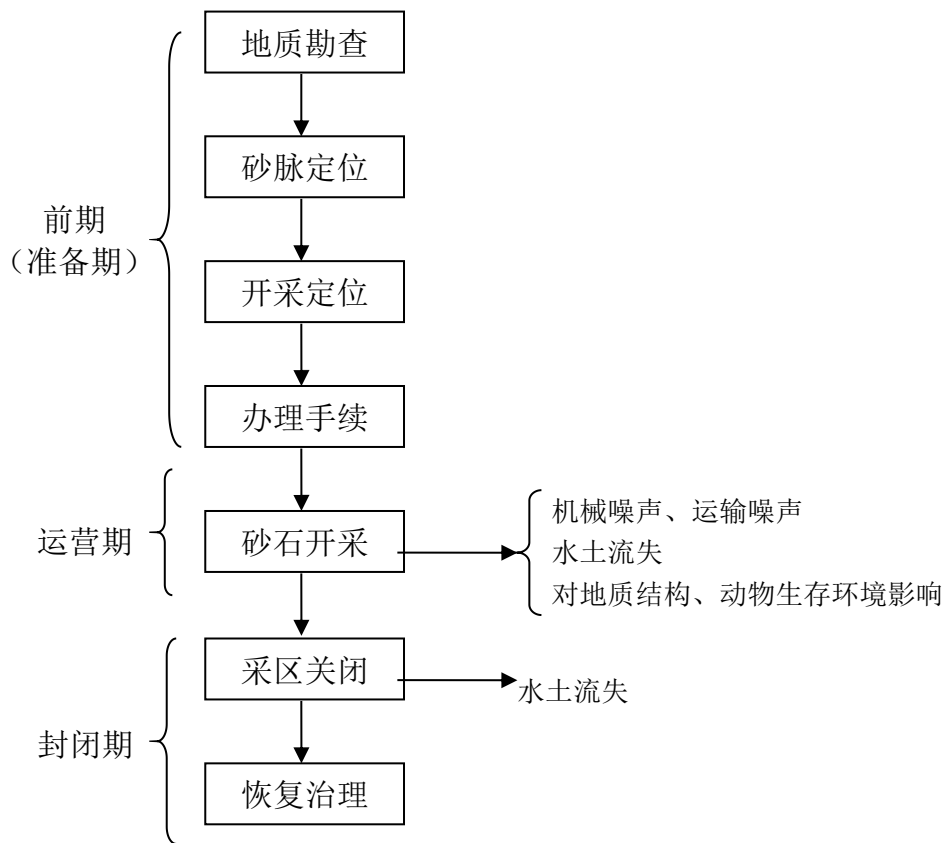 地质勘查
砂脉定位
前期
（准备期）
开采定位
办理手续
运营期
砂石开采
机械噪声、运输噪声
水土流失
对地质结构、动物生存环境影响
采区关闭
水土流失
封闭期
恢复治理